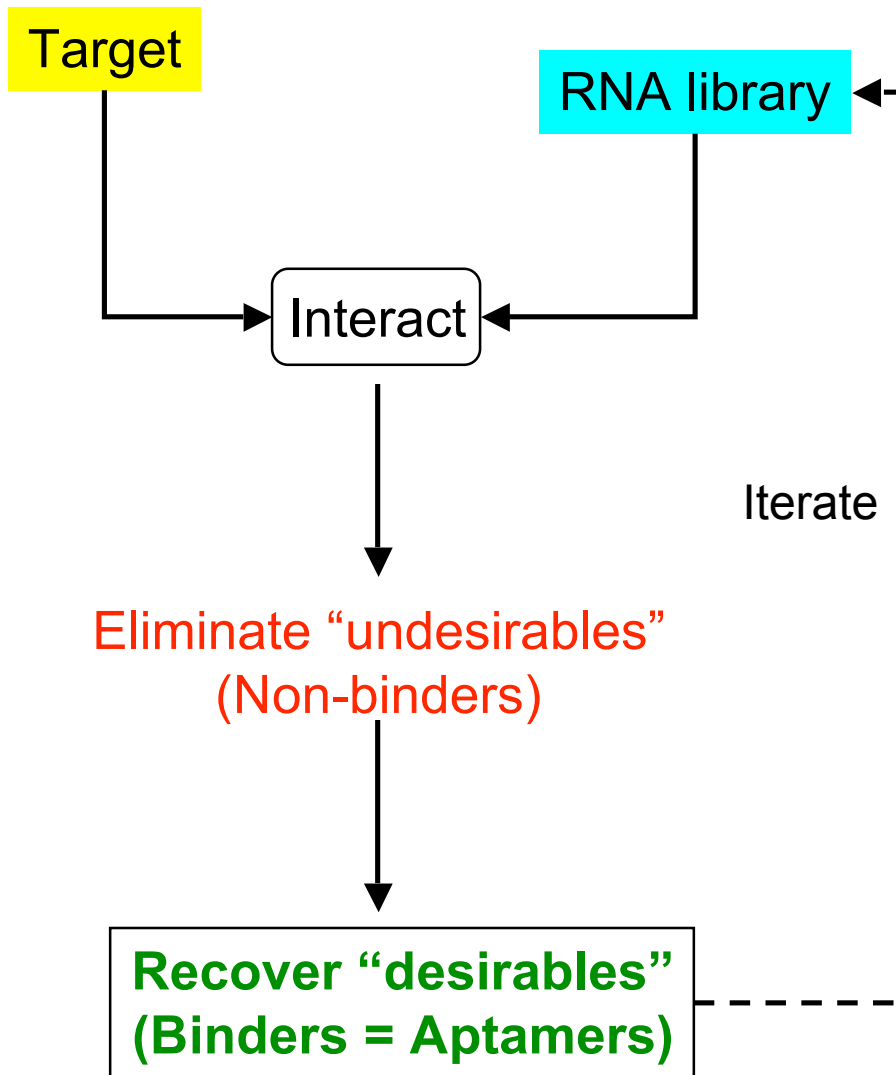 Target
RNA library
Interact
Iterate
Eliminate “undesirables”
(Non-binders)
Recover “desirables”
(Binders = Aptamers)